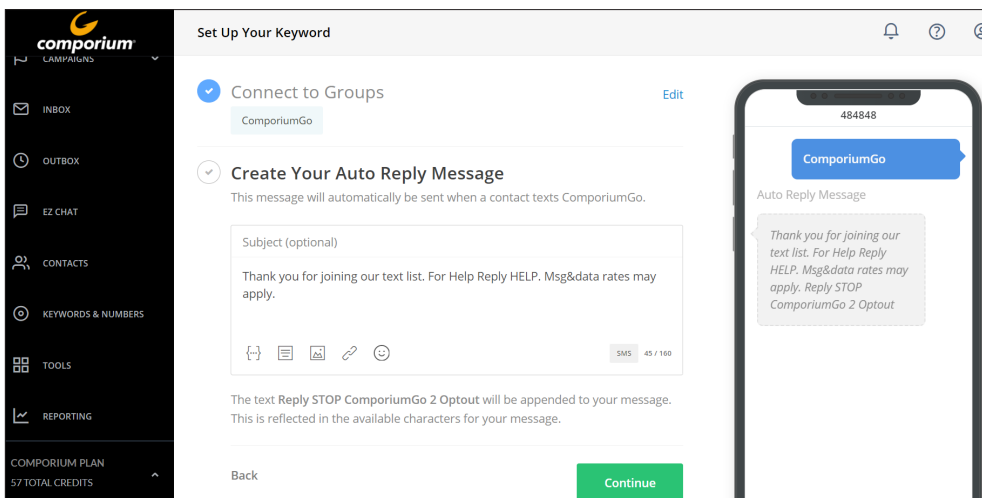 comporium
Set Up Your Keyword
CAMPAIGNS
INBOX
OUTBOX
EZ CHAT
CONTACTS
KEYWORDS & NUMBERS
TOOLS
REPORTING
COMPORIUM PLAN
57 TOTAL CREDITS
Connect to Groups
Edit
ComporiumGo
Create Your Auto Reply Message
This message will automatically be sent when a contact texts ComporiumGo.
Subject (optional)
Thank you for joining our text list. For Help Reply HELP. Msg&data rates may
apply.
SMS 45 / 160
The text Reply STOP ComporiumGo 2 Optout will be appended to your message.
This is reflected in the available characters for your message.
Back
Continue
484848
ComporiumGo
Auto Reply Message
Thank you for joining our
text list. For Help Reply
HELP. Msg&data rates may
apply. Reply STOP
ComporiumGo 2 Optout